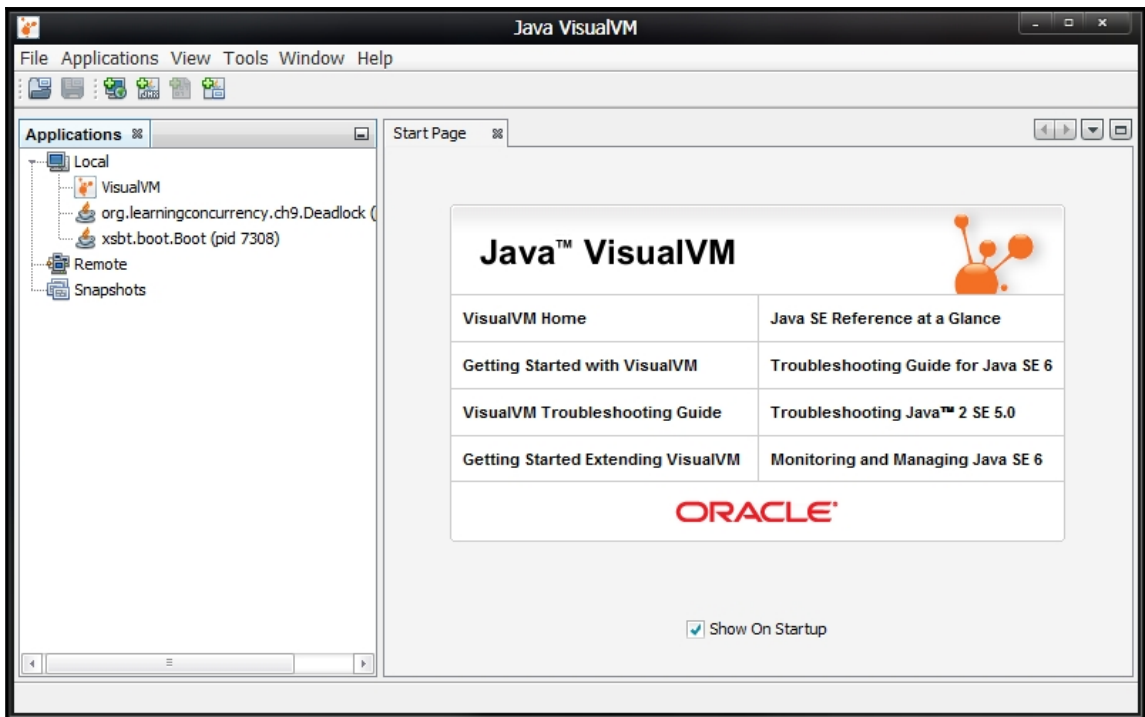 Java VisualVM
File Applications View Tools Window Help
Applications
Start Page
Local
VisualVM
org.learningconcurrency.ch9.Deadlock (
xsbt.boot.Boot (pid 7308)
Remote
Snapshots
Java™ VisualVM
VisualVM Home
Java SE Reference at a Glance
Getting Started with VisualVM
Troubleshooting Guide for Java SE 6
VisualVM Troubleshooting Guide
Troubleshooting Java™ 2 SE 5.0
Getting Started Extending VisualVM
Monitoring and Managing Java SE 6
ORACLE
Show On Startup